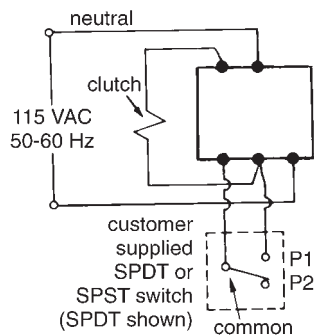 neutral
clutch
115 VAC
50-60 Hz
customer
supplied
SPDT or
SPST switch
(SPDT shown)
P1
P2
common